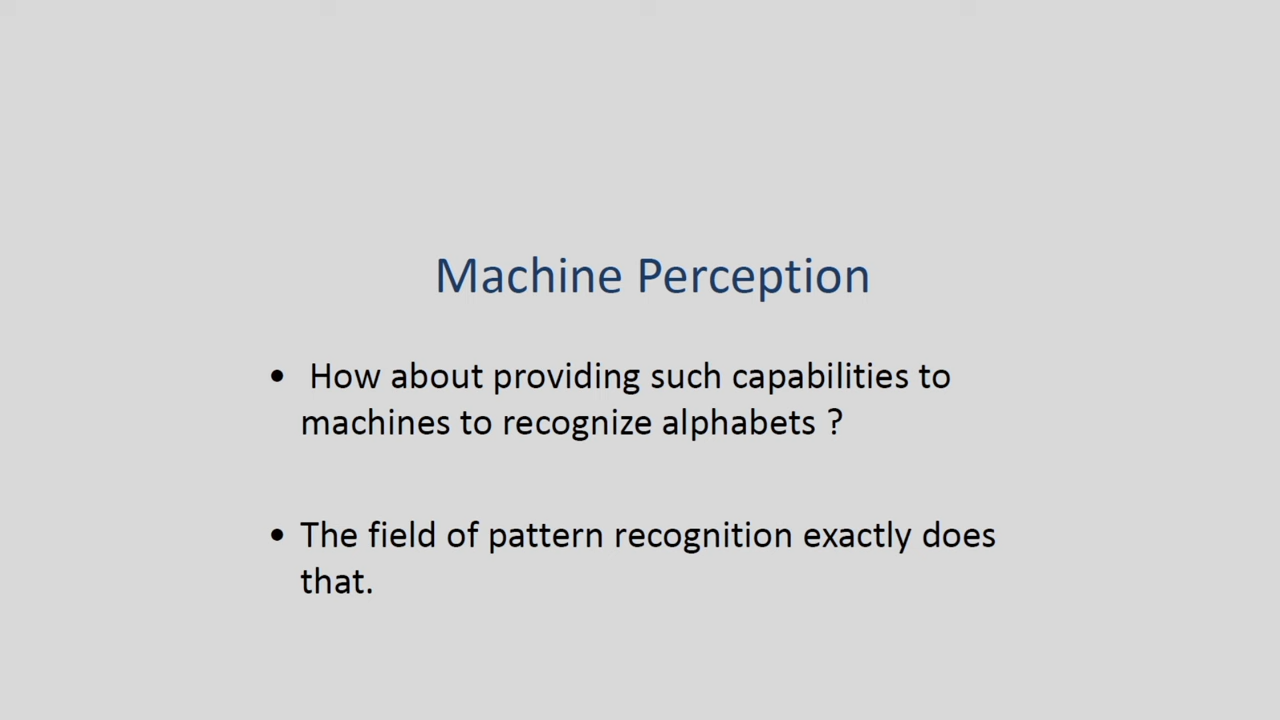 Machine Perception
• How about providing such capabilities to
machines to recognize alphabets ?
• The field of pattern recognition exactly does
that.